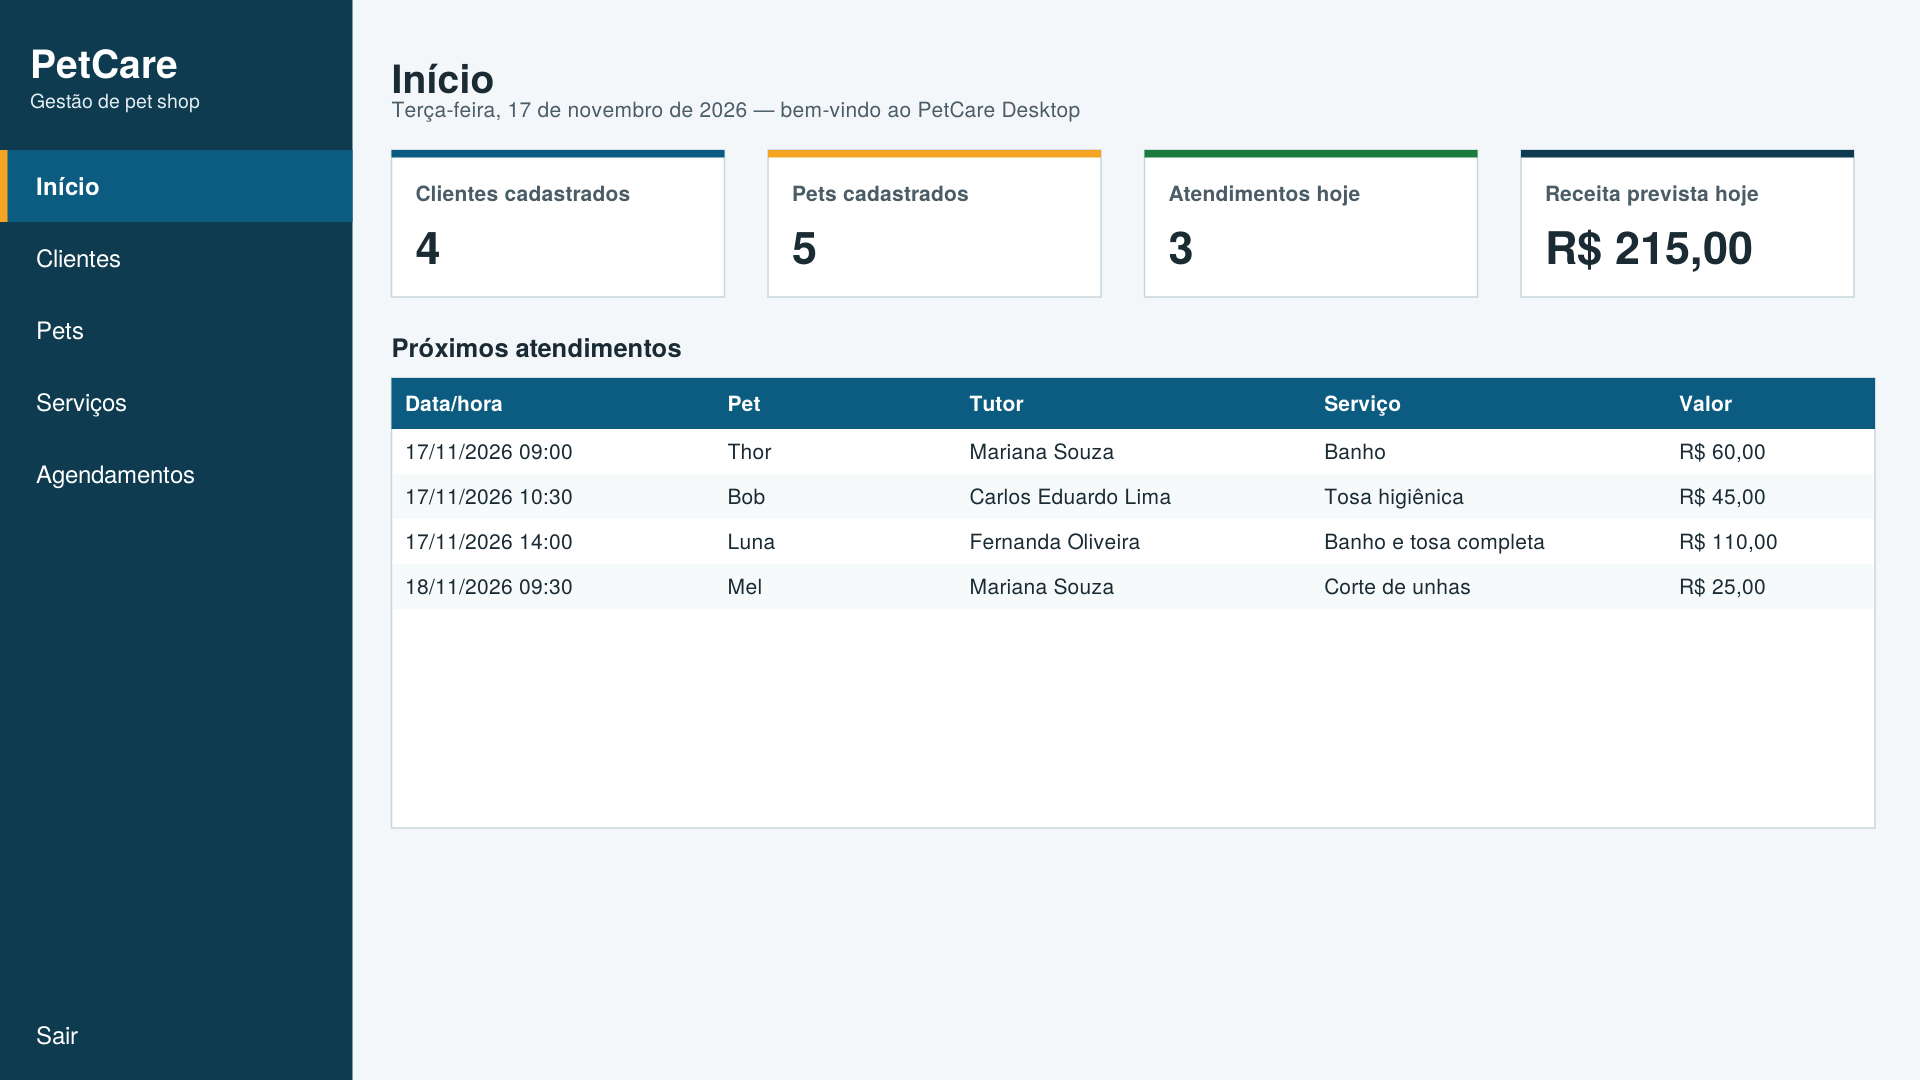 PetCare
Gestão de pet shop
Início
Clientes
Pets
Serviços
Agendamentos
Sair
Início
Terça-feira, 17 de novembro de 2026 — bem-vindo ao PetCare Desktop
Clientes cadastrados
4
Pets cadastrados
5
Atendimentos hoje
3
Receita prevista hoje
R$ 215,00
Próximos atendimentos
Data/hora Pet Tutor Serviço Valor
17/11/2026 09:00 Thor Mariana Souza Banho R$ 60,00
17/11/2026 10:30 Bob Carlos Eduardo Lima Tosa higiênica R$ 45,00
17/11/2026 14:00 Luna Fernanda Oliveira Banho e tosa completa R$ 110,00
18/11/2026 09:30 Mel Mariana Souza Corte de unhas R$ 25,00